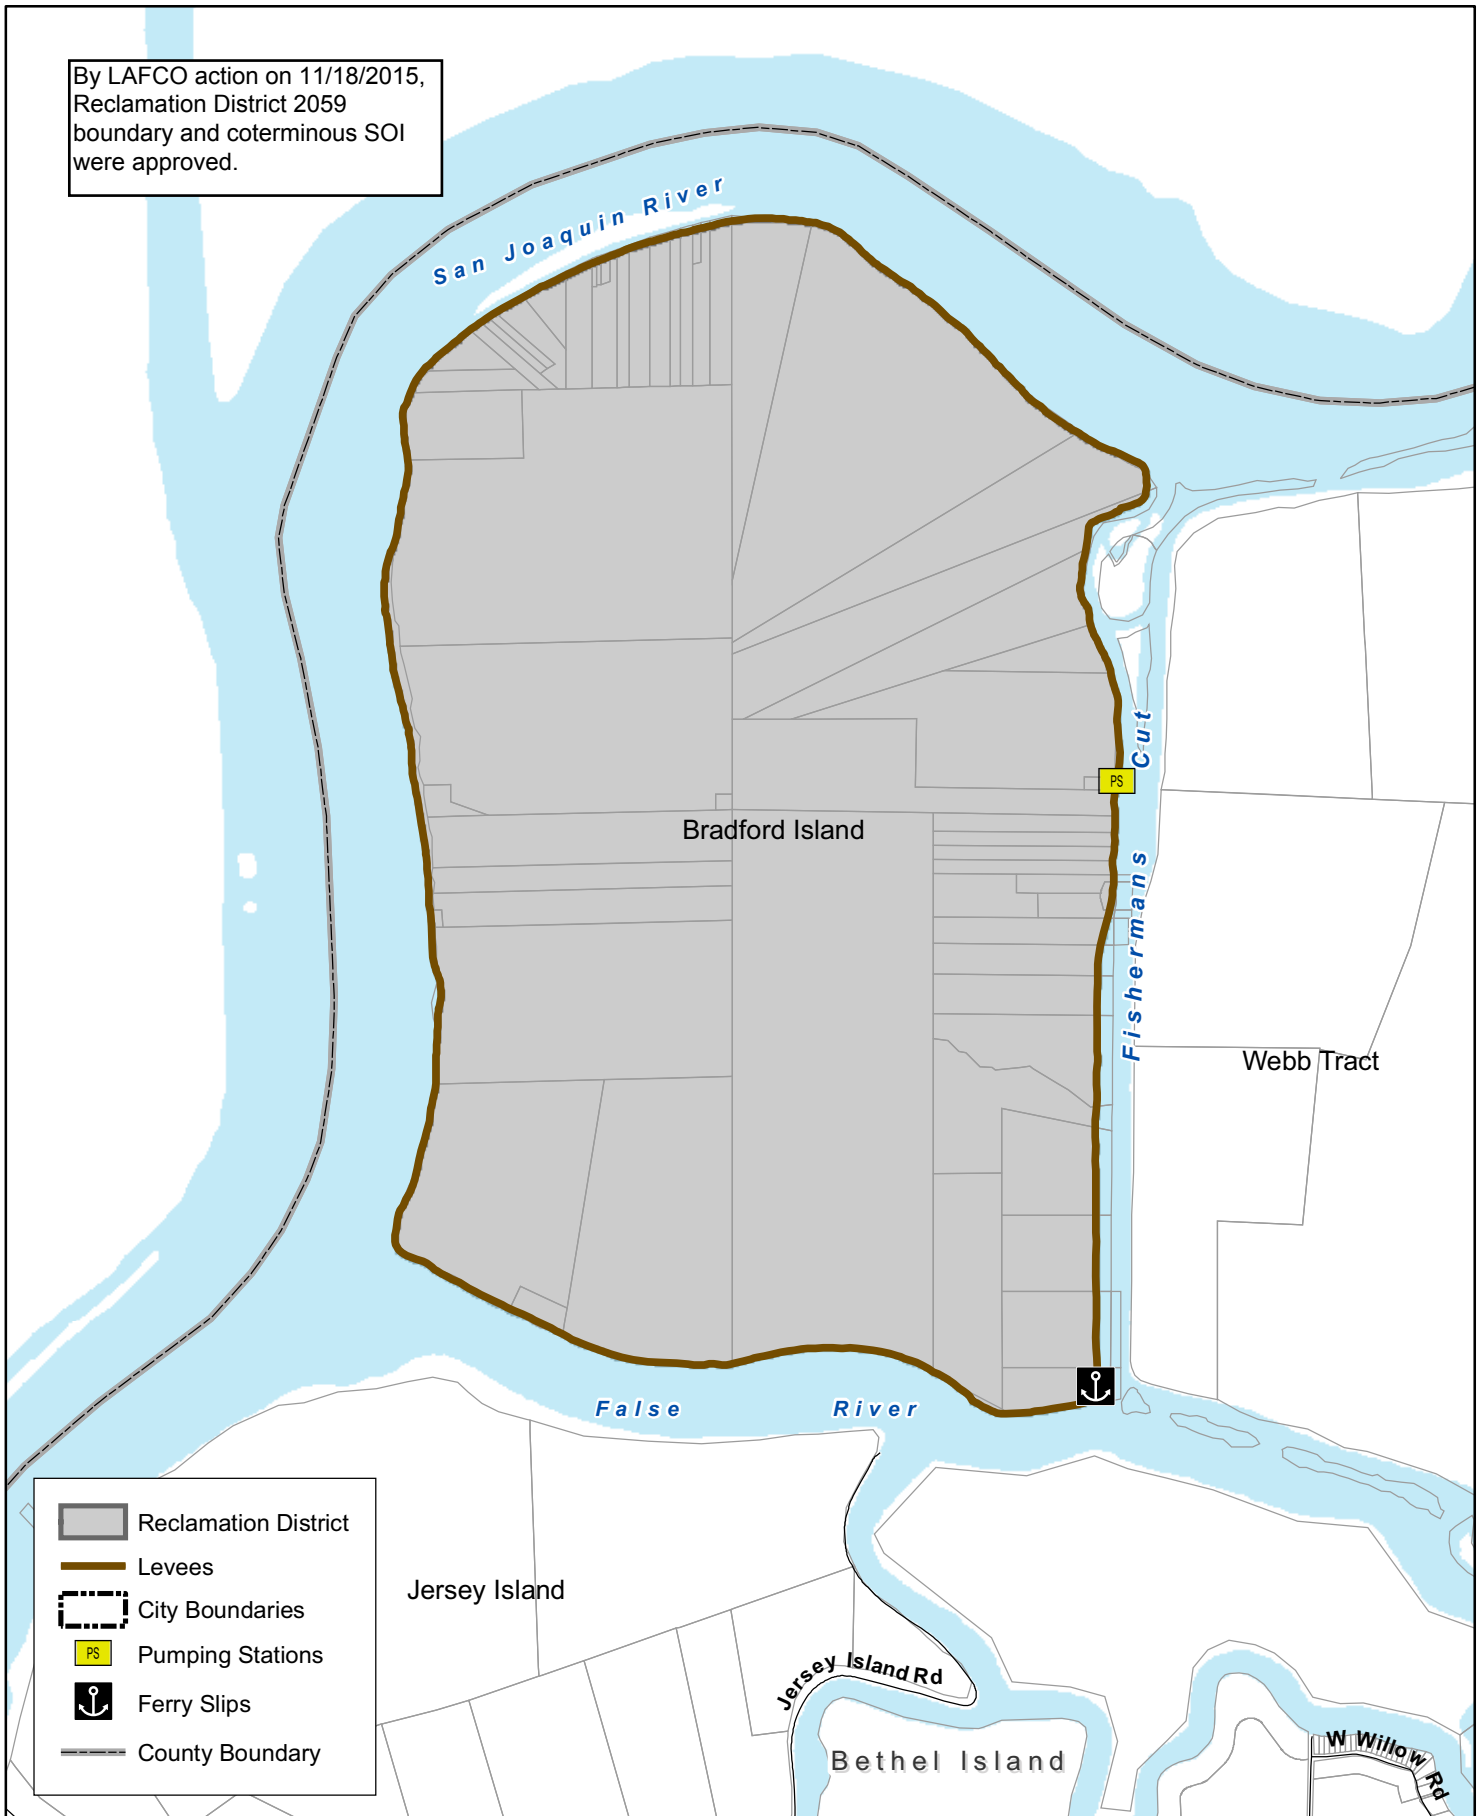 By LAFCO action on 11/18/2015,
Reclamation District 2059
boundary and coterminous SOI
were approved.
San Joaquin River
Fishermans Cut
PS
Bradford Island
Webb Tract
False River
Jersey Island
Jersey Island Rd
Bethel Island
W Willow Rd
Reclamation District
Levees
City Boundaries
PS Pumping Stations
Ferry Slips
County Boundary